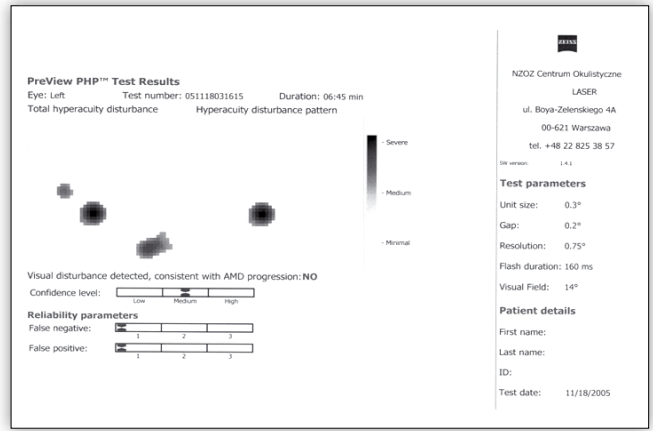 ZEISS
PreView PHP™ Test Results
Eye: Left Test number: 051118031615 Duration: 06:45 min
Total hyperacuity disturbance Hyperacuity disturbance pattern
- Severe
- Medium
- Minimal
Visual disturbance detected, consistent with AMD progression: NO
Confidence level:
Low Medium High
Reliability parameters
False negative:
1 2 3
False positive:
1 2 3
NZOZ Centrum Okulistyczne
LASER
ul. Boya-Zelenskiego 4A
00-621 Warszawa
tel. +48 22 825 38 57
SW version: 1.4.1
Test parameters
Unit size: 0.3°
Gap: 0.2°
Resolution: 0.75°
Flash duration: 160 ms
Visual Field: 14°
Patient details
First name:
Last name:
ID:
Test date: 11/18/2005